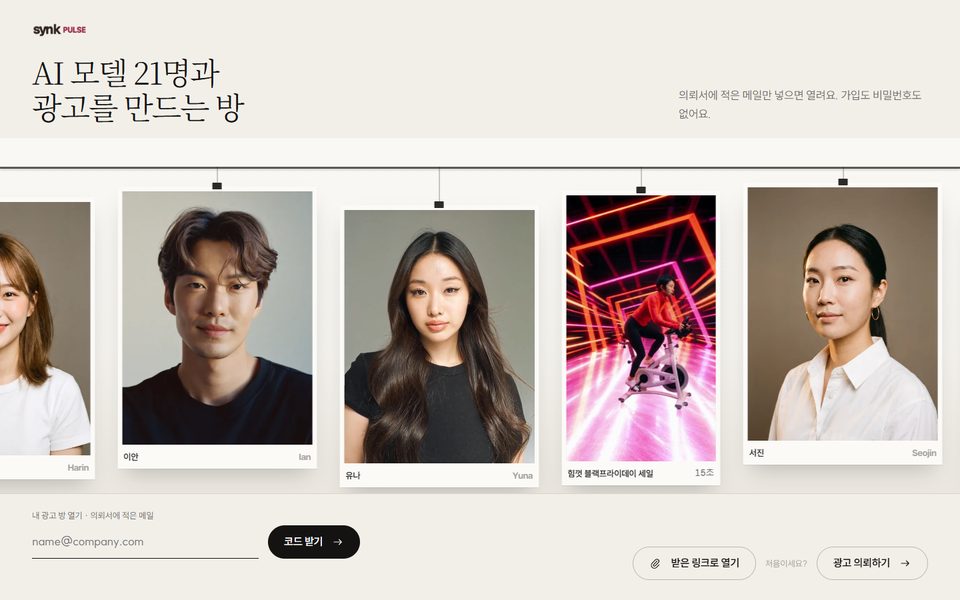 synk PULSE
AI 모델 21명과
광고를 만드는 방
의뢰서에 적은 메일만 넣으면 열려요. 가입도 비밀번호도
없어요.
Harin
이안 Ian
유나 Yuna
힘껏 블랙프라이데이 세일 15초
서진 Seojin
내 광고 방 열기 · 의뢰서에 적은 메일
name@company.com
코드 받기 →
받은 링크로 열기
처음이세요?
광고 의뢰하기 →